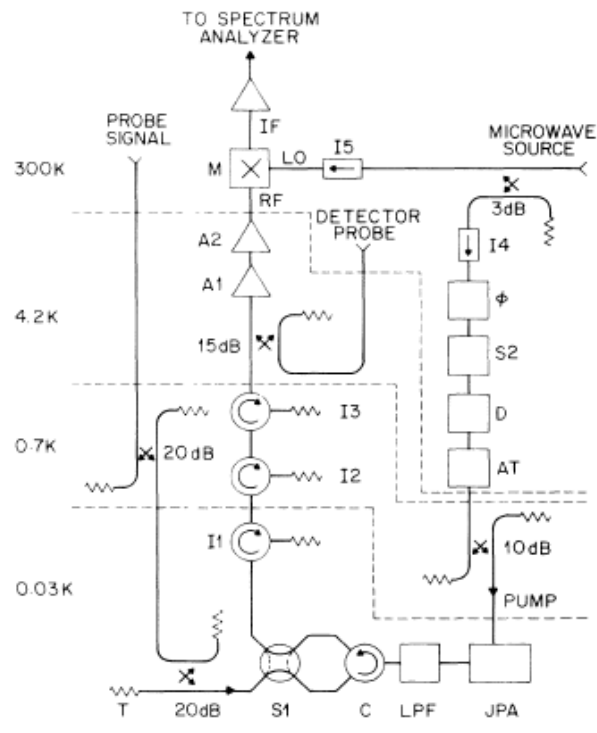 TO SPECTRUM
ANALYZER
IF
PROBE
SIGNAL
MICROWAVE
SOURCE
I5
LO
M
300K
RF
3dB
DETECTOR
PROBE
A2
I4
A1
Φ
4.2K
15dB
S2
I3
D
0.7K
20dB
I2
AT
I1
10dB
0.03K
PUMP
T
20dB
S1
C
LPF
JPA